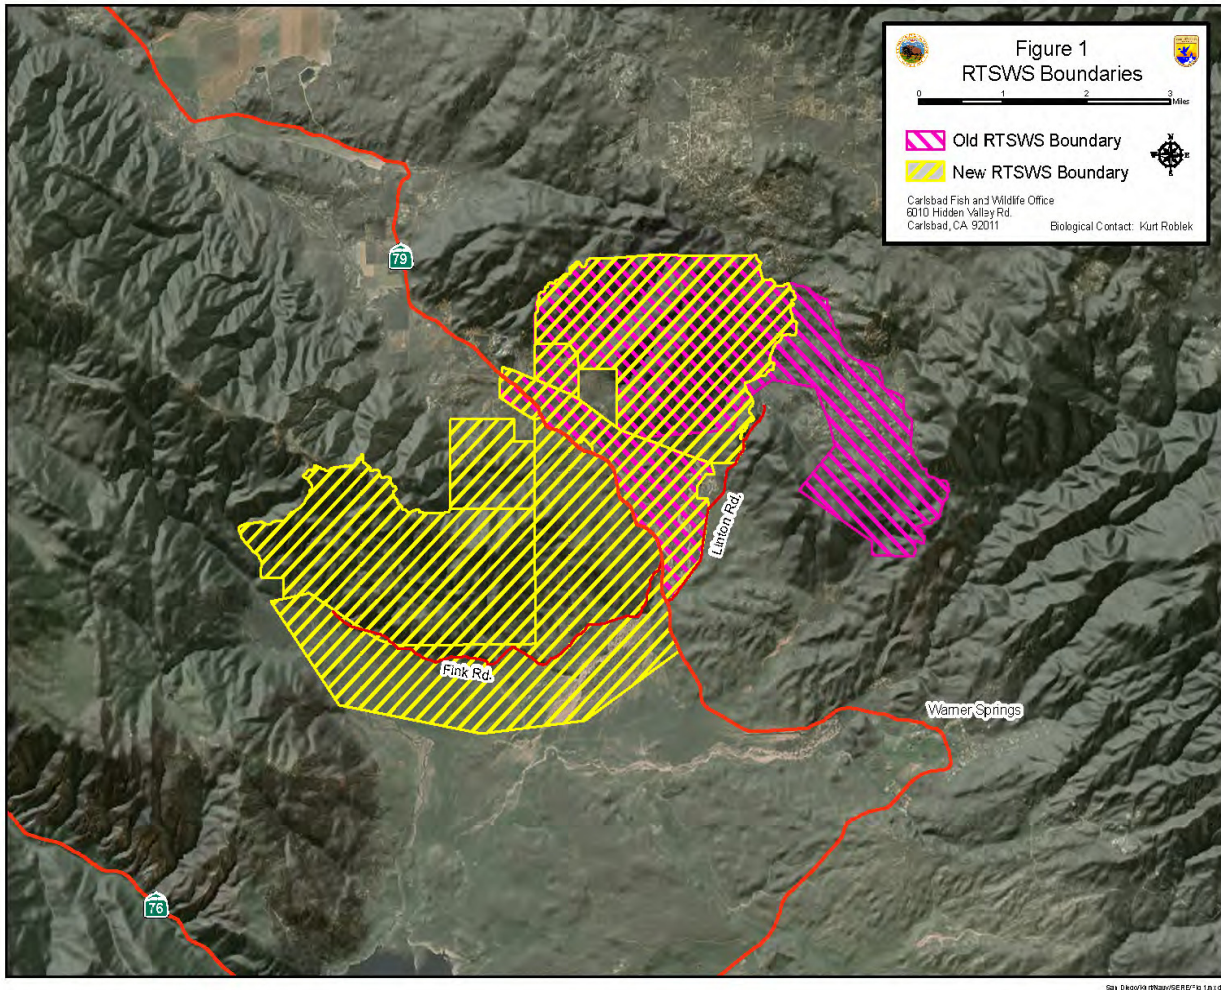 Figure 1
RTSWS Boundaries
0 1 2 3
Miles
Old RTSWS Boundary
New RTSWS Boundary
N
W E
S
Carlsbad Fish and Wildlife Office
6010 Hidden Valley Rd.
Carlsbad, CA 92011
Biological Contact: Kurt Roblek
79
Linton Rd.
Fink Rd.
Warner Springs
76